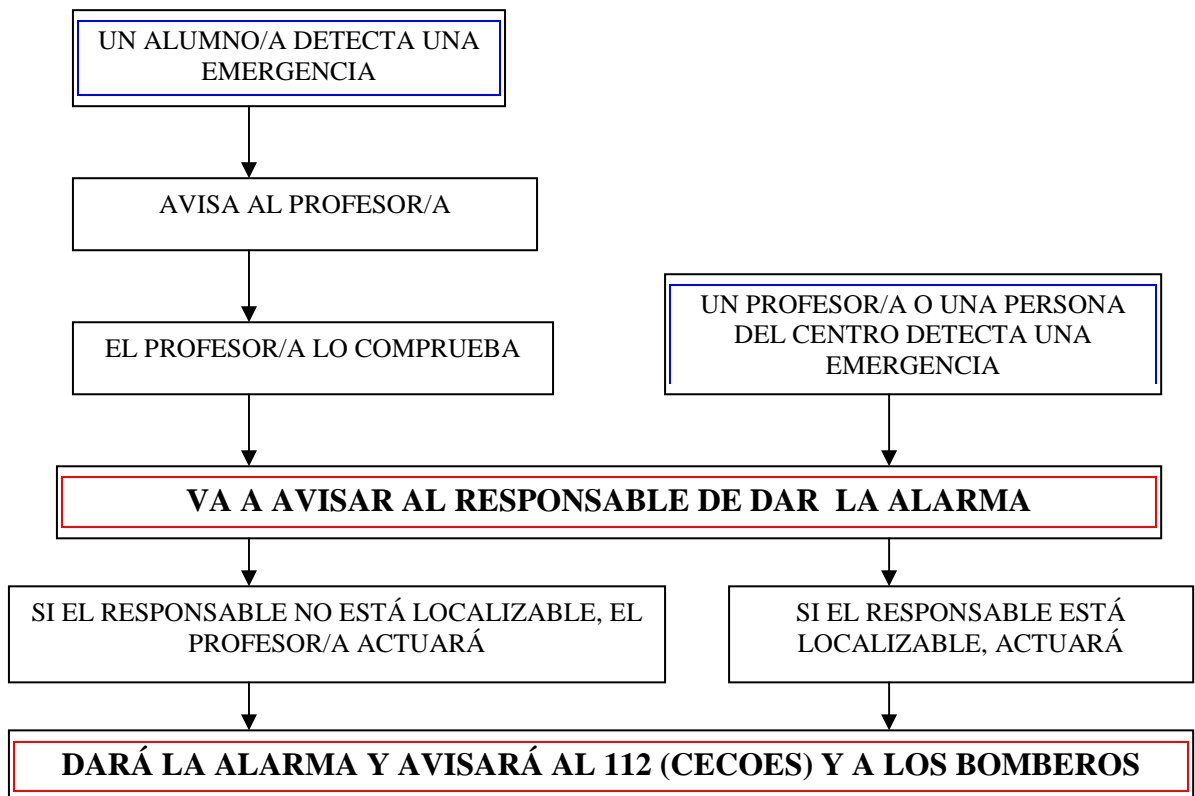 UN ALUMNO/A DETECTA UNA
EMERGENCIA
AVISA AL PROFESOR/A
EL PROFESOR/A LO COMPRUEBA
UN PROFESOR/A O UNA PERSONA
DEL CENTRO DETECTA UNA
EMERGENCIA
VA A AVISAR AL RESPONSABLE DE DAR LA ALARMA
SI EL RESPONSABLE NO ESTÁ LOCALIZABLE, EL
PROFESOR/A ACTUARÁ
SI EL RESPONSABLE ESTÁ
LOCALIZABLE, ACTUARÁ
DARÁ LA ALARMA Y AVISARÁ AL 112 (CECOES) Y A LOS BOMBEROS